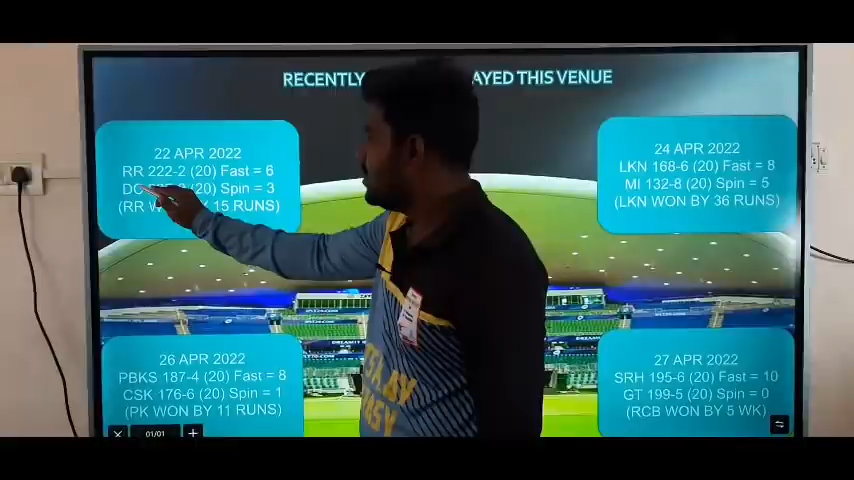 RECENTLY AYED THIS VENUE
22 APR 2022
RR 222-2 (20) Fast = 6
(20) Spin = 3
(RR 15 RUNS)
24 APR 2022
LKN 168-6 (20) Fast = 8
MI 132-8 (20) Spin = 5
(LKN WON BY 36 RUNS)
26 APR 2022
PBKS 187-4 (20) Fast = 8
CSK 176-6 (20) Spin = 1
(PK WON BY 11 RUNS)
27 APR 2022
SRH 195-6 (20) Fast = 10
GT 199-5 (20) Spin = 0
(RCB WON BY 5 WK)
01/01